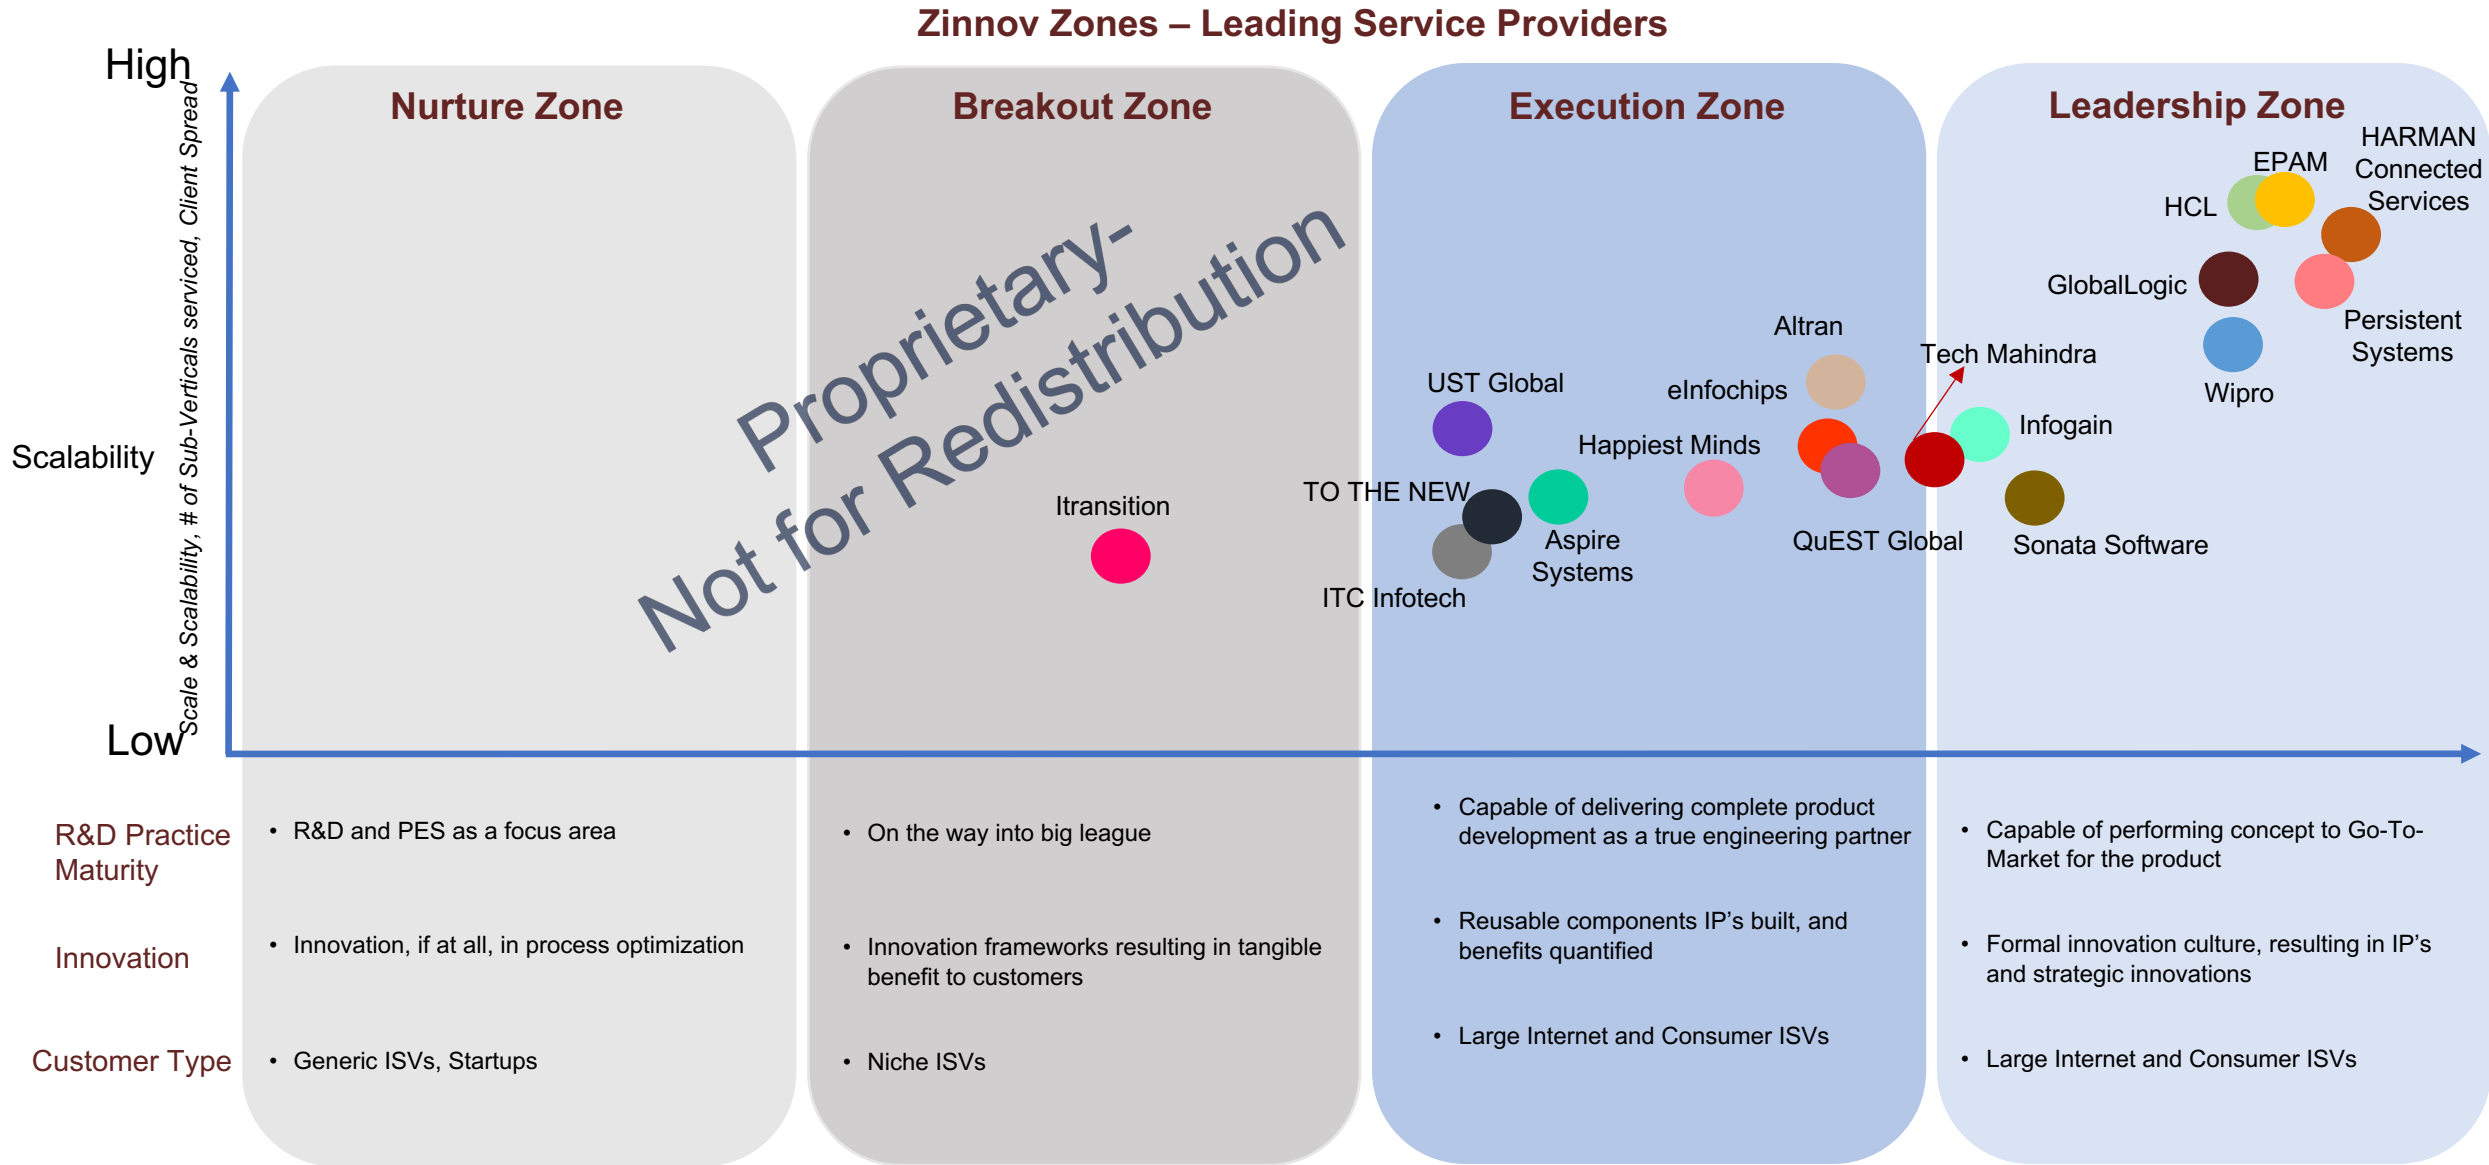 Zinnov Zones – Leading Service Providers
High
Scale & Scalability, # of Sub-Verticals serviced, Client Spread
Scalability
Low
Nurture Zone
Breakout Zone
Execution Zone
Leadership Zone
Proprietary-
Not for Redistribution
Itransition
UST Global
TO THE NEW
ITC Infotech
Aspire
Systems
Happiest Minds
eInfochips
Altran
QuEST Global
Tech Mahindra
Infogain
Sonata Software
HCL
EPAM
HARMAN
Connected
Services
GlobalLogic
Persistent
Systems
Wipro
R&D Practice
Maturity
• R&D and PES as a focus area
• On the way into big league
• Capable of delivering complete product
development as a true engineering partner
• Capable of performing concept to Go-To-
Market for the product
Innovation
• Innovation, if at all, in process optimization
• Innovation frameworks resulting in tangible
benefit to customers
• Reusable components IP’s built, and
benefits quantified
• Formal innovation culture, resulting in IP’s
and strategic innovations
Customer Type
• Generic ISVs, Startups
• Niche ISVs
• Large Internet and Consumer ISVs
• Large Internet and Consumer ISVs